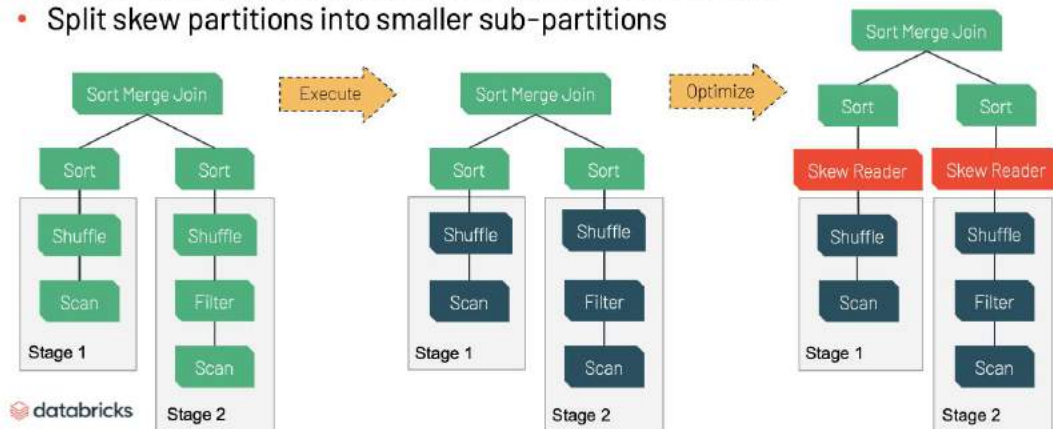 • Split skew partitions into smaller sub-partitions
Sort Merge Join
Sort
Sort
Shuffle
Shuffle
Scan
Filter
Scan
Stage 1
Stage 2
Execute
Sort Merge Join
Sort
Sort
Shuffle
Shuffle
Scan
Filter
Scan
Stage 1
Stage 2
Optimize
Sort Merge Join
Sort
Sort
Skew Reader
Skew Reader
Shuffle
Shuffle
Scan
Filter
Scan
Stage 1
Stage 2
databricks